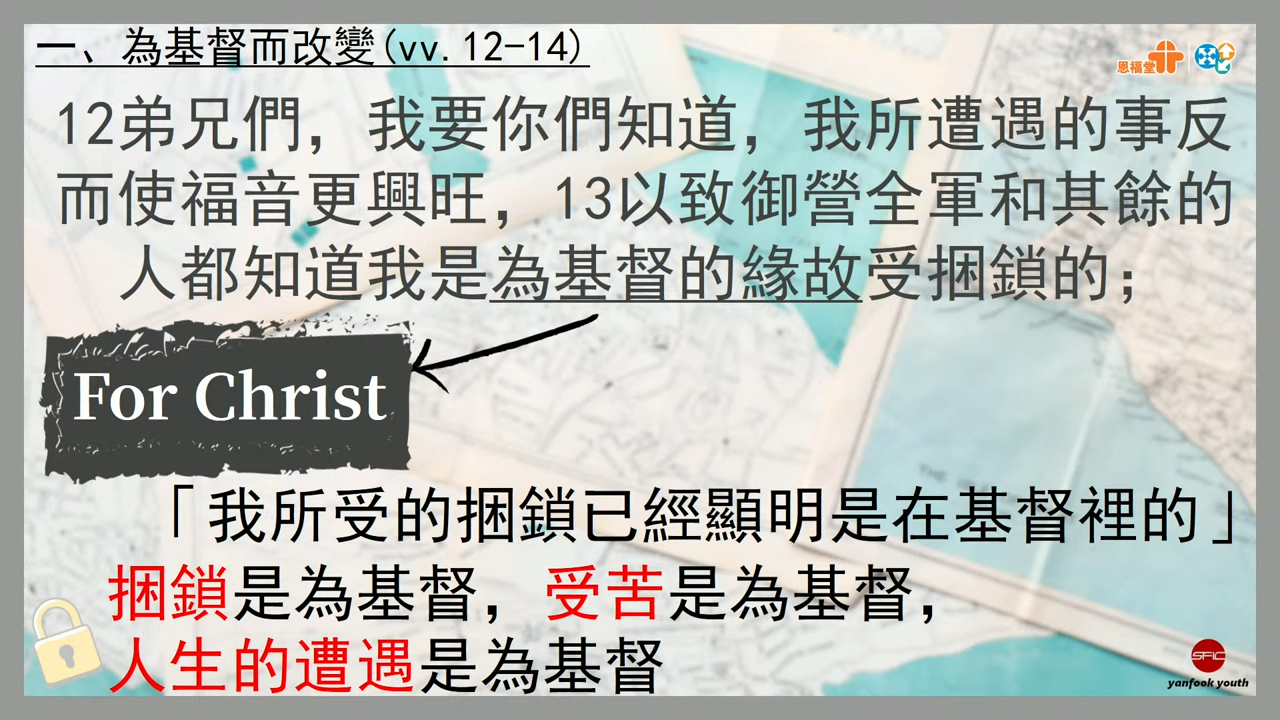 一、為基督而改變(vv.12-14)
恩福堂
12弟兄們，我要你們知道，我所遭遇的事反
而使福音更興旺，13以致御營全軍和其餘的
人都知道我是為基督的緣故受捆鎖的；
For Christ
「我所受的捆鎖已經顯明是在基督裡的」
捆鎖是為基督，受苦是為基督，
人生的遭遇是為基督
SFIC
yanfook youth